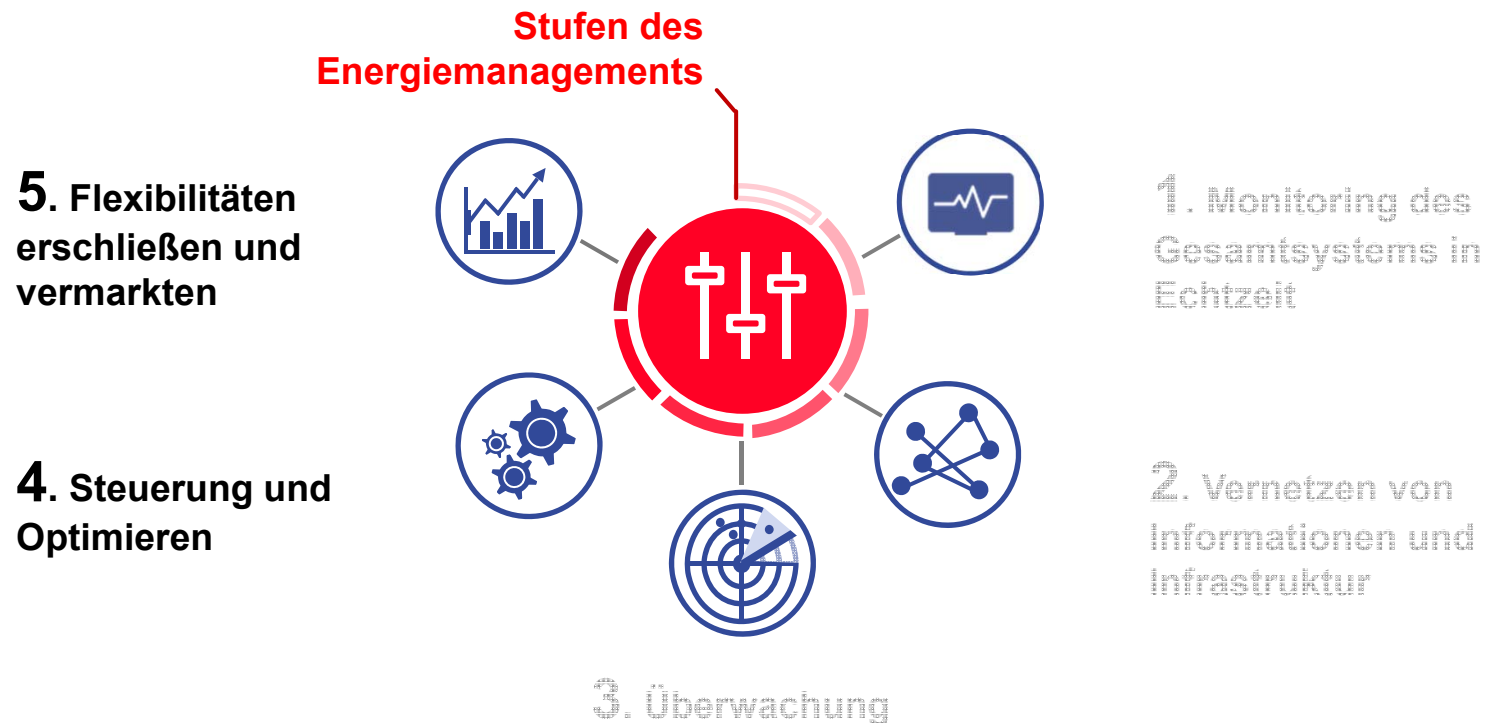 Stufen des
Energiemanagements
5. Flexibilitäten
erschließen und
vermarkten
1. Monitoring des
Gesamtsystems in
Echtzeit
4. Steuerung und
Optimieren
2. Vernetzen von
Informationen und
Infrastruktur
3. Überwachung